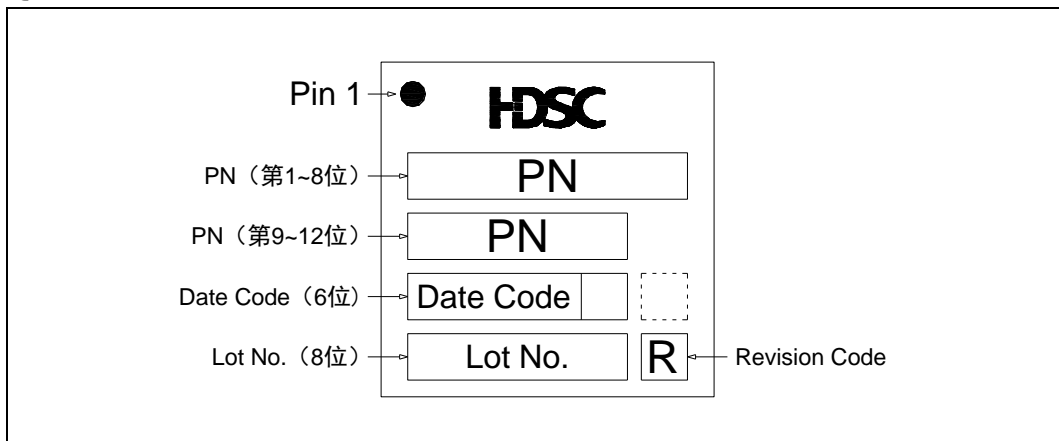 Pin 1
HDSC
PN（第1~8位） PN
PN（第9~12位） PN
Date Code（6位） Date Code
Lot No.（8位） Lot No. R Revision Code